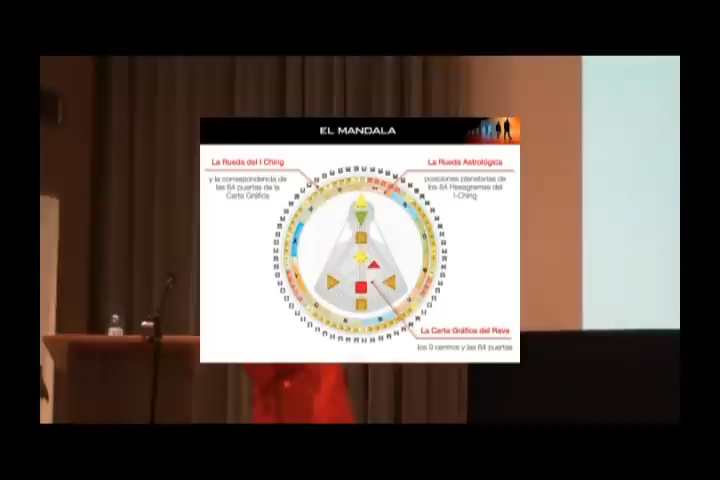 EL MANDALA
La Rueda del I Ching
y la correspondencia de
las 64 puertas de la
Carta Gráfica
La Rueda Astrológica
posiciones planetarias de
los 64 Hexagramas del
I-Ching
La Carta Gráfica del Rave
los 9 centros y las 64 puertas